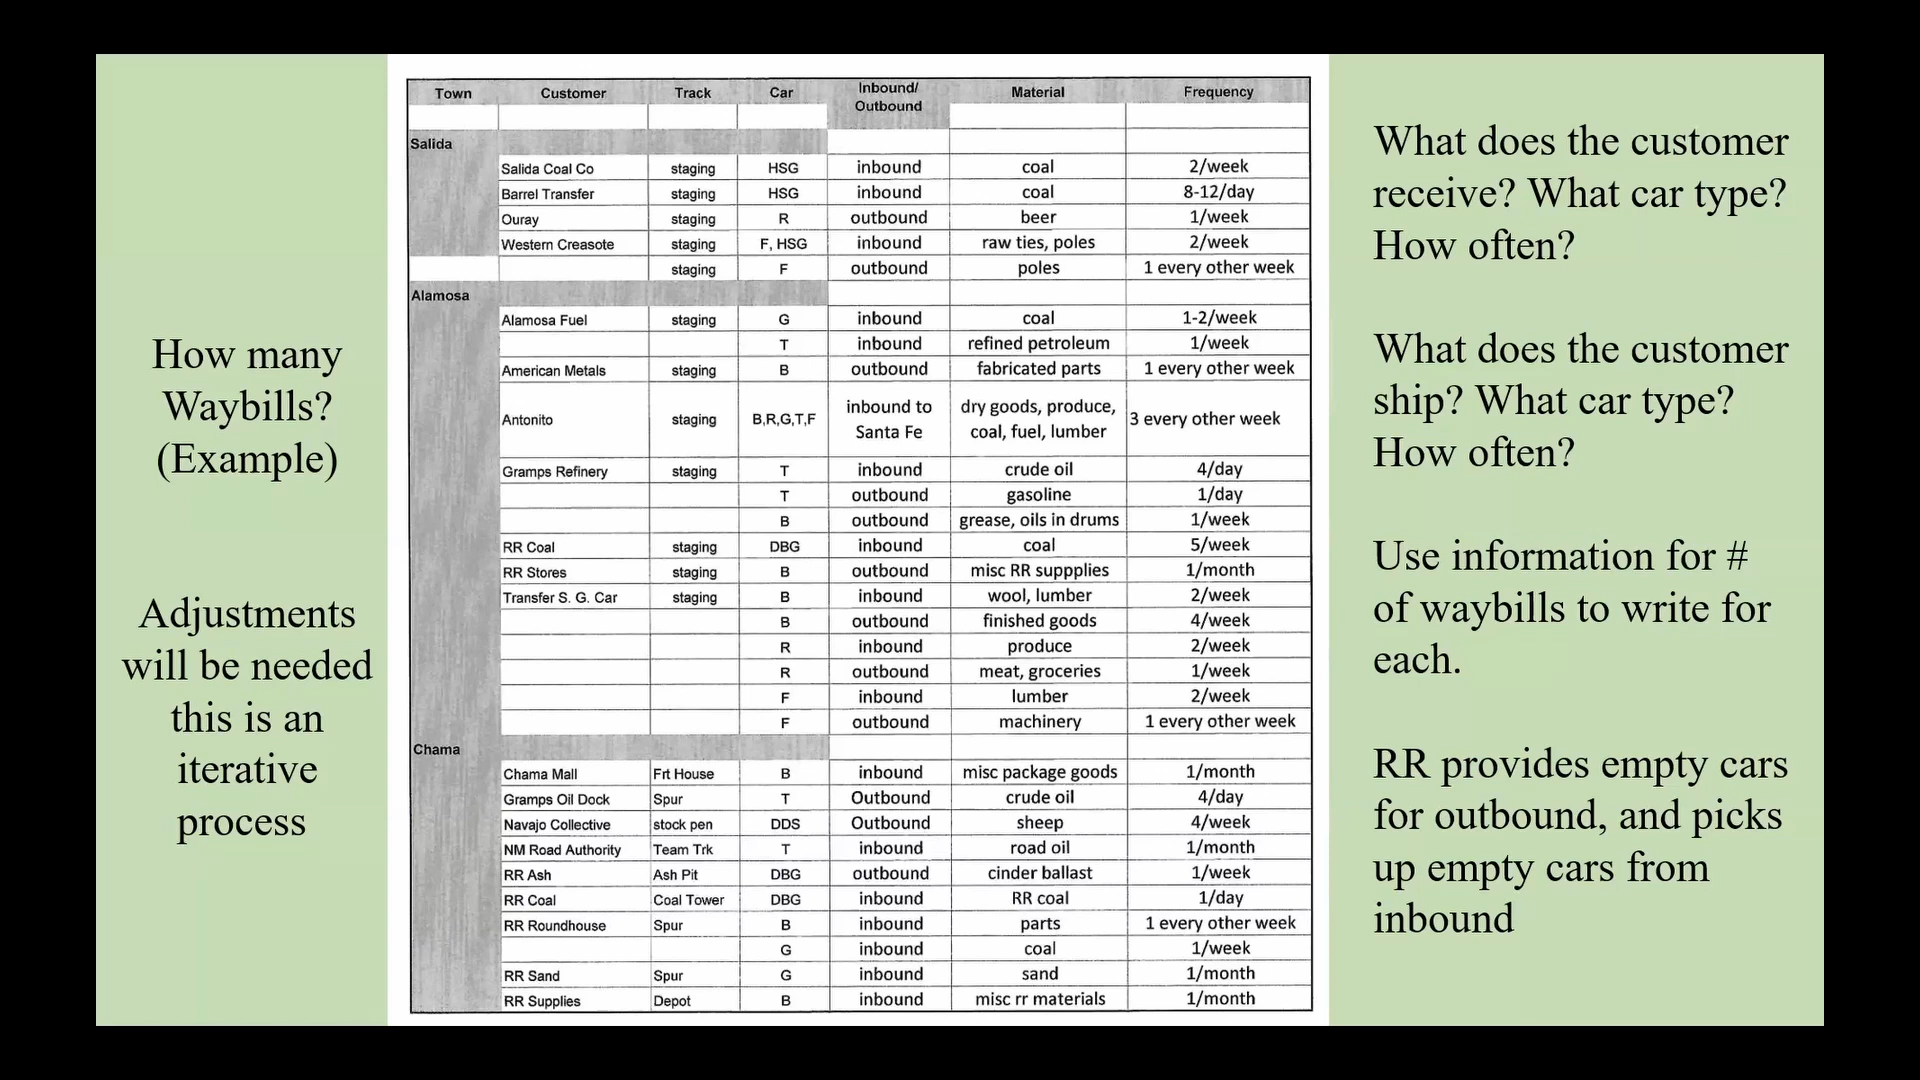 How many
Waybills?
(Example)
Adjustments
will be needed
this is an
iterative
process
Town Customer Track Car Inbound/ Outbound Material Frequency
Salida
Salida Coal Co staging HSG inbound coal 2/week
Barrel Transfer staging HSG inbound coal 8-12/day
Ouray staging R outbound beer 1/week
Western Creasote staging F, HSG inbound raw ties, poles 2/week
staging F outbound poles 1 every other week
Alamosa
Alamosa Fuel staging G inbound coal 1-2/week
T inbound refined petroleum 1/week
American Metals staging B outbound fabricated parts 1 every other week
Antonito staging B,R,G,T,F inbound to Santa Fe dry goods, produce, coal, fuel, lumber 3 every other week
Gramps Refinery staging T inbound crude oil 4/day
T outbound gasoline 1/day
B outbound grease, oils in drums 1/week
RR Coal staging DBG inbound coal 5/week
RR Stores staging B outbound misc RR suppplies 1/month
Transfer S. G. Car staging B inbound wool, lumber 2/week
B outbound finished goods 4/week
R inbound produce 2/week
R outbound meat, groceries 1/week
F inbound lumber 2/week
F outbound machinery 1 every other week
Chama
Chama Mall Frt House B inbound misc package goods 1/month
Gramps Oil Dock Spur T Outbound crude oil 4/day
Navajo Collective stock pen DDS Outbound sheep 4/week
NM Road Authority Team Trk T inbound road oil 1/month
RR Ash Ash Pit DBG outbound cinder ballast 1/week
RR Coal Coal Tower DBG inbound RR coal 1/day
RR Roundhouse Spur B inbound parts 1 every other week
G inbound coal 1/week
RR Sand Spur G inbound sand 1/month
RR Supplies Depot B inbound misc rr materials 1/month
What does the customer
receive? What car type?
How often?
What does the customer
ship? What car type?
How often?
Use information for #
of waybills to write for
each.
RR provides empty cars
for outbound, and picks
up empty cars from
inbound